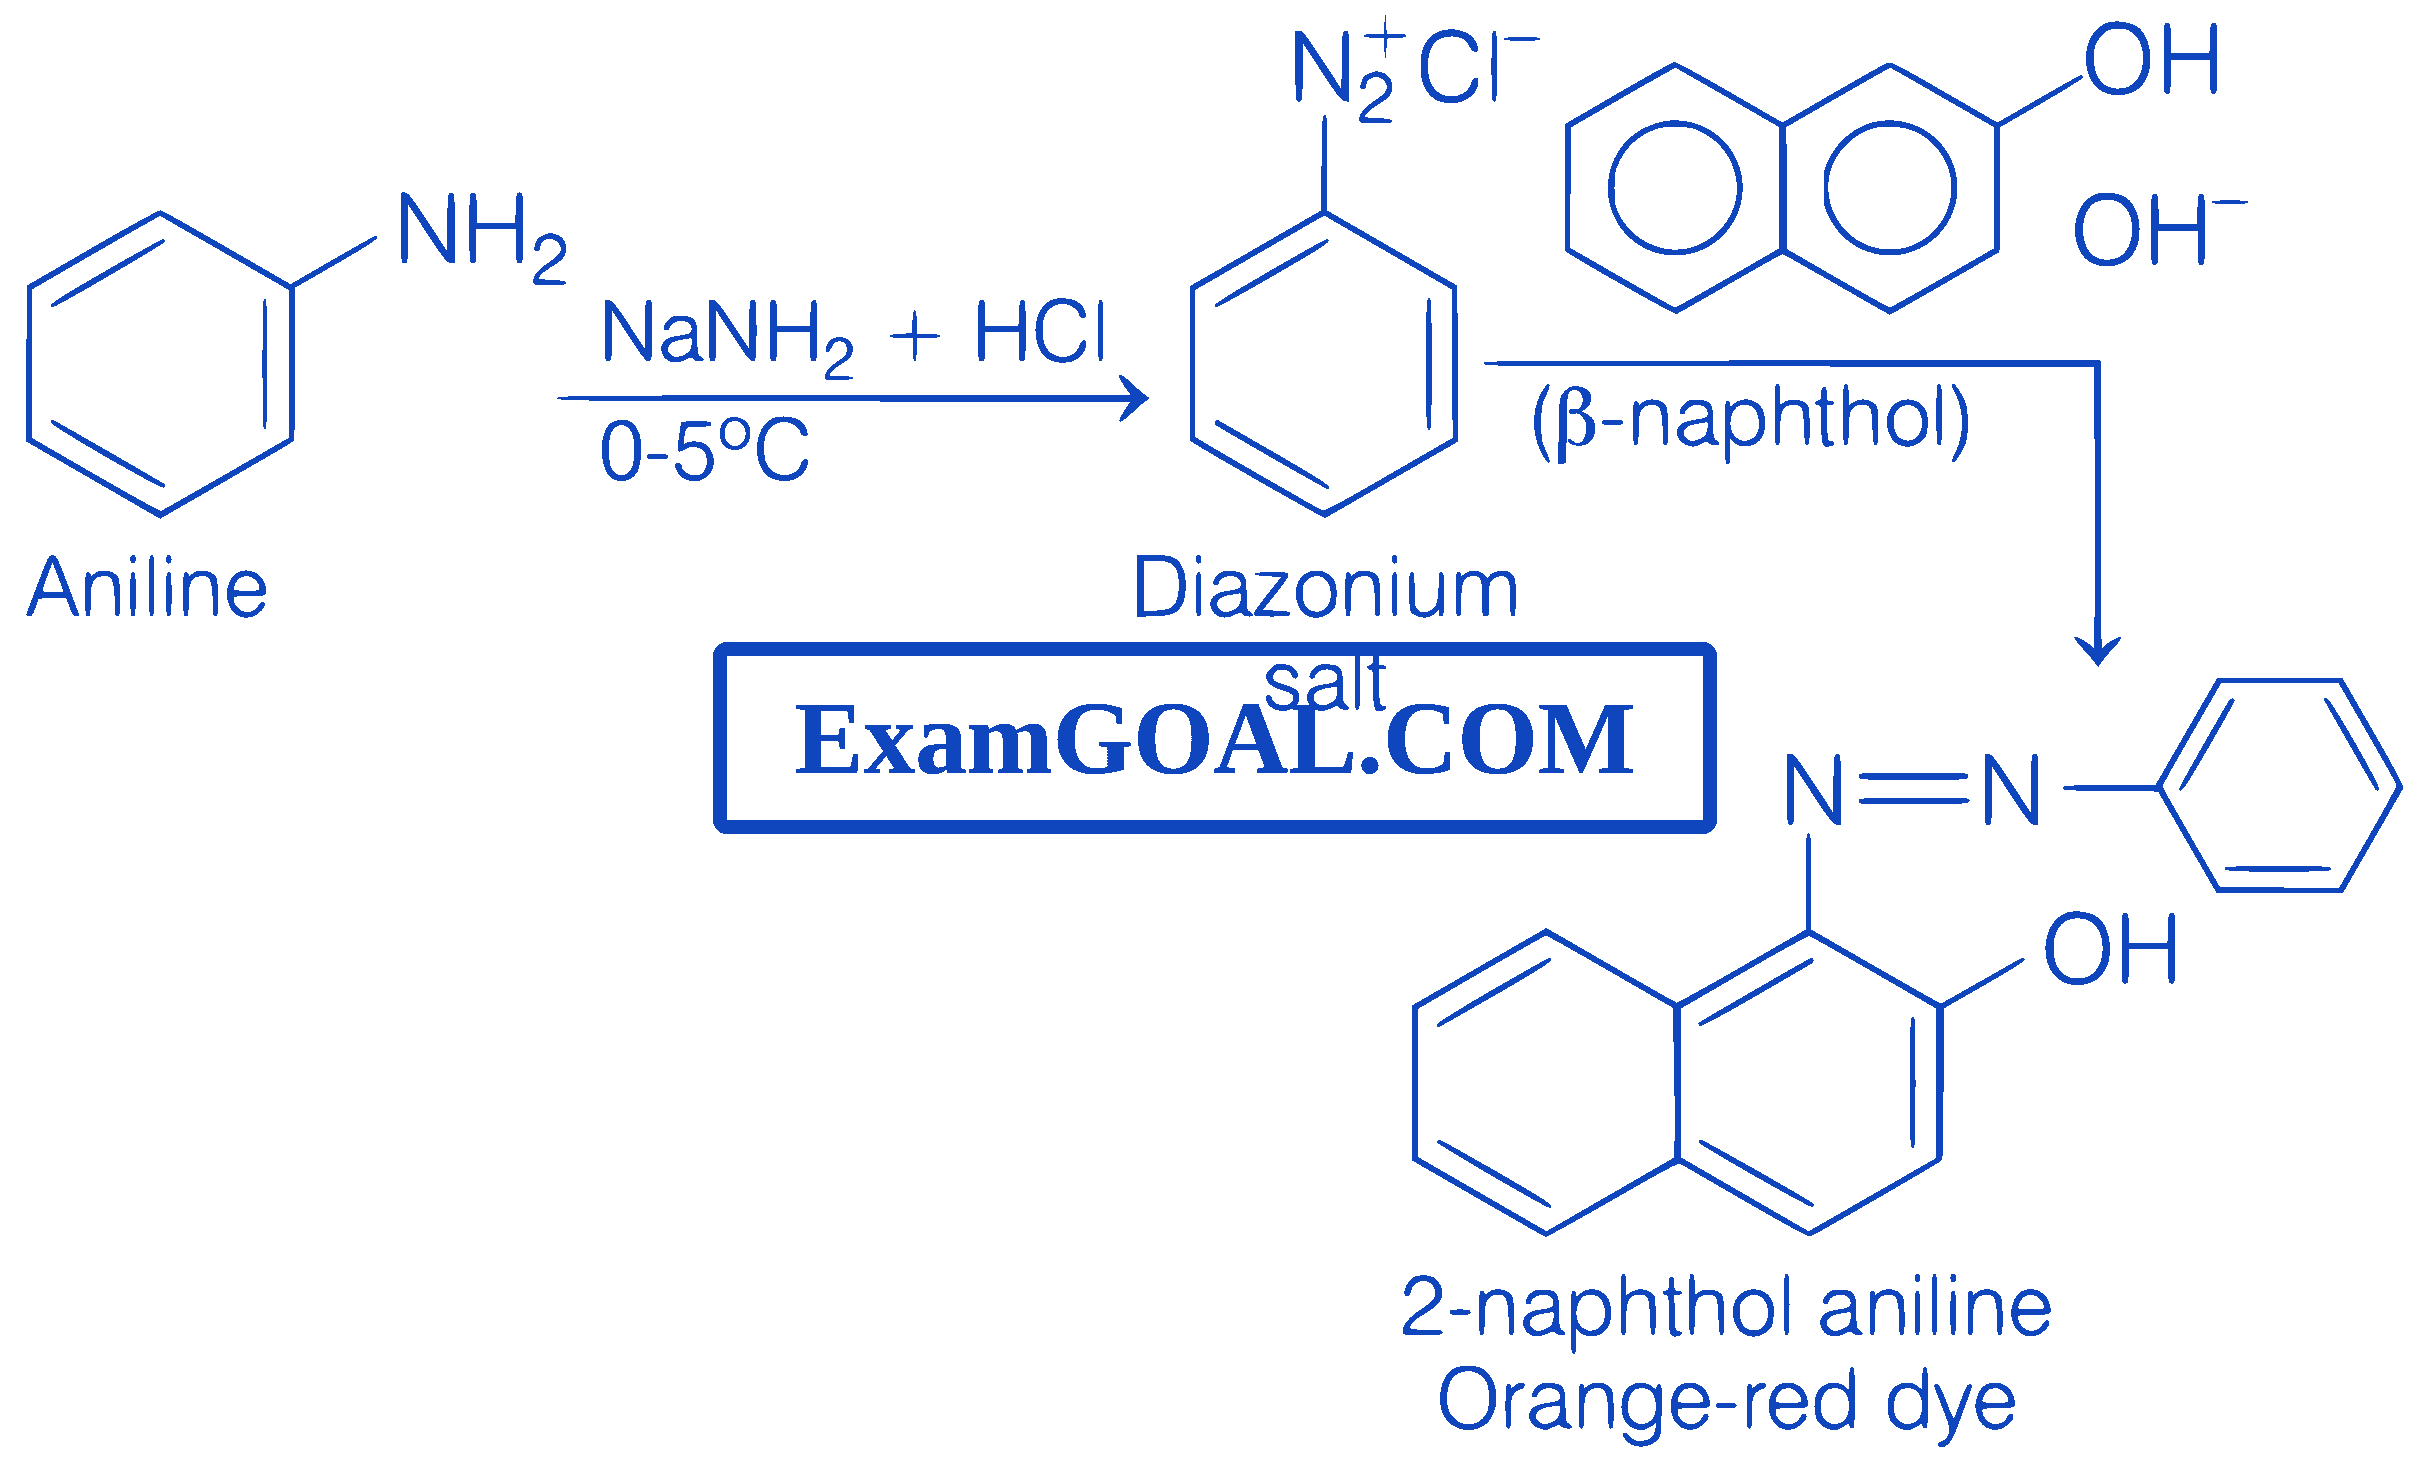 N₂⁺Cl⁻
OH
NH₂
OH⁻
NaNH₂ + HCl
0-5°C
(β-naphthol)
Aniline
Diazonium
salt
ExamGOAL.COM
N=N
OH
2-naphthol aniline
Orange-red dye